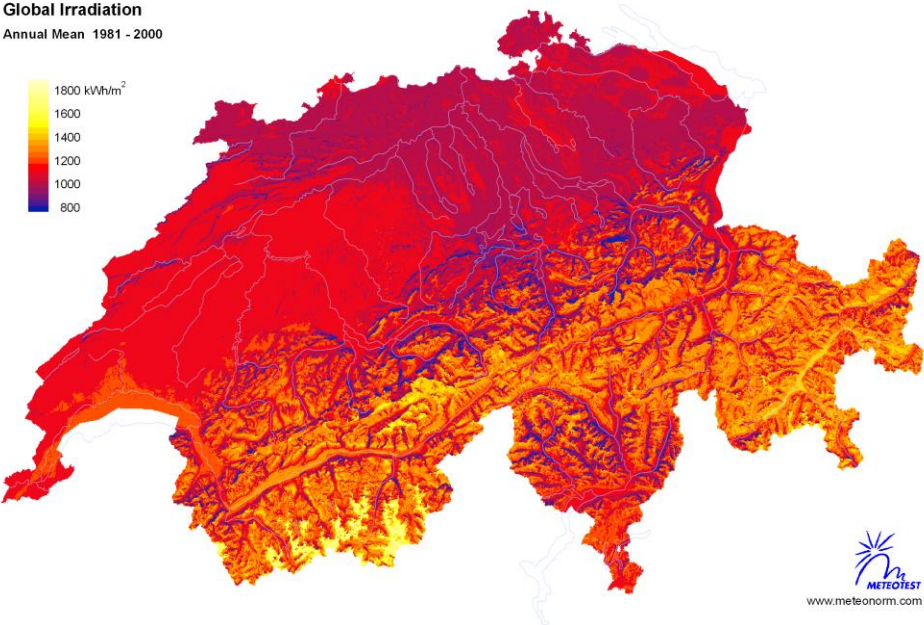 Global Irradiation
Annual Mean 1981 - 2000
1800 kWh/m²
1600
1400
1200
1000
800
METEOTEST
www.meteonorm.com